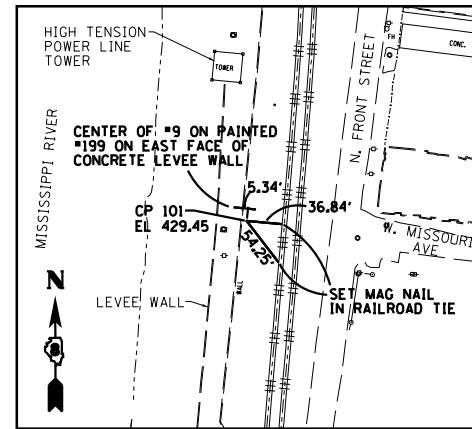 HIGH TENSION
POWER LINE
TOWER
TOWER
FH
CONC.
N. FRONT STREET
MISSISSIPPI RIVER
CENTER OF "9 ON PAINTED
"199 ON EAST FACE OF
CONCRETE LEVEE WALL
5.34'
36.84'
CP 101
EL 429.45
54.25'
W. MISSOURI
AVE
WALL
N
LEVEE WALL
SET MAG NAIL
IN RAILROAD TIE